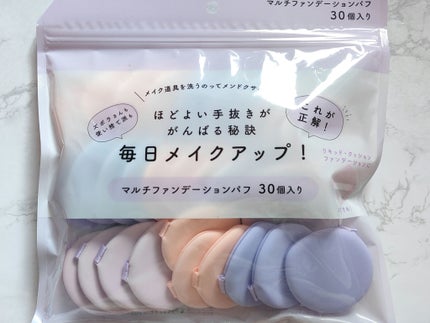 マルチファンデーションパフ
30個入り
メイク道具を洗うのってメンドクサ
ズボラさんも
使い捨て派も
ほどよい手抜きが
がんばる秘訣
これが
正解!
毎日メイクアップ!
リキッド・クッション
ファンデーションに
マルチファンデーションパフ 30個入り